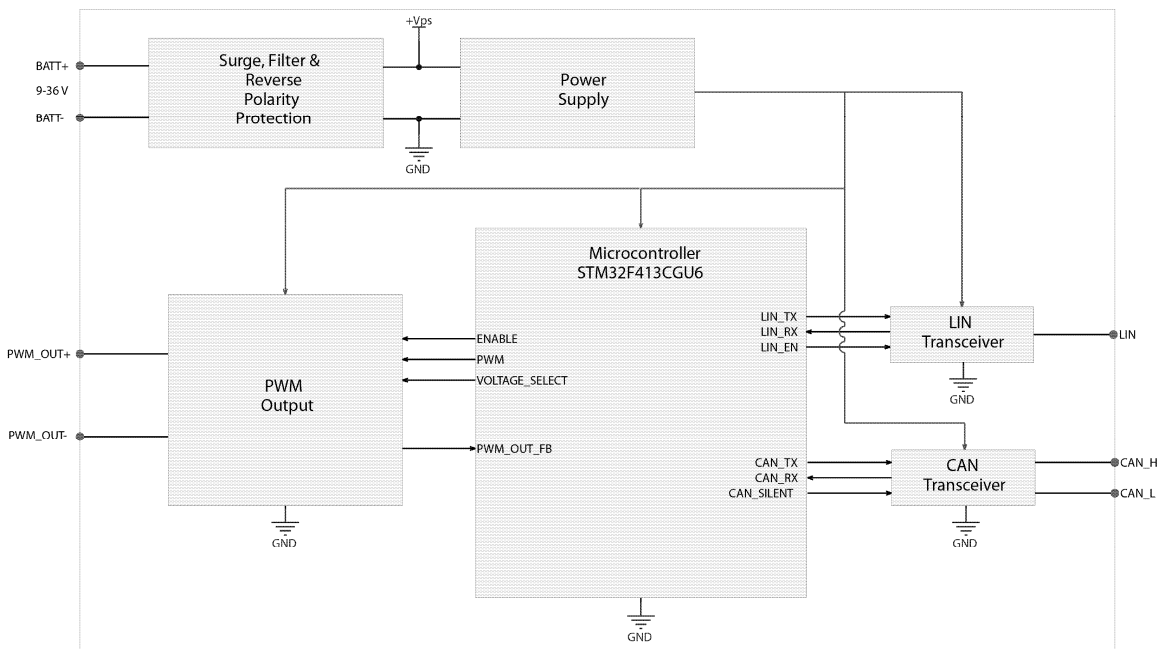 +Vps
BATT+
9-36 V
BATT-
Surge, Filter &
Reverse
Polarity
Protection
Power
Supply
GND
Microcontroller
STM32F413CGU6
PWM_OUT+
PWM_OUT-
PWM
Output
GND
ENABLE
PWM
VOLTAGE_SELECT
PWM_OUT_FB
LIN_TX
LIN_RX
LIN_EN
LIN
Transceiver
LIN
GND
CAN_TX
CAN_RX
CAN_SILENT
CAN
Transceiver
CAN_H
CAN_L
GND
GND